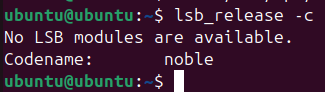 ubuntu@ubuntu:~$ lsb_release -c
No LSB modules are available.
Codename:       noble
ubuntu@ubuntu:~$